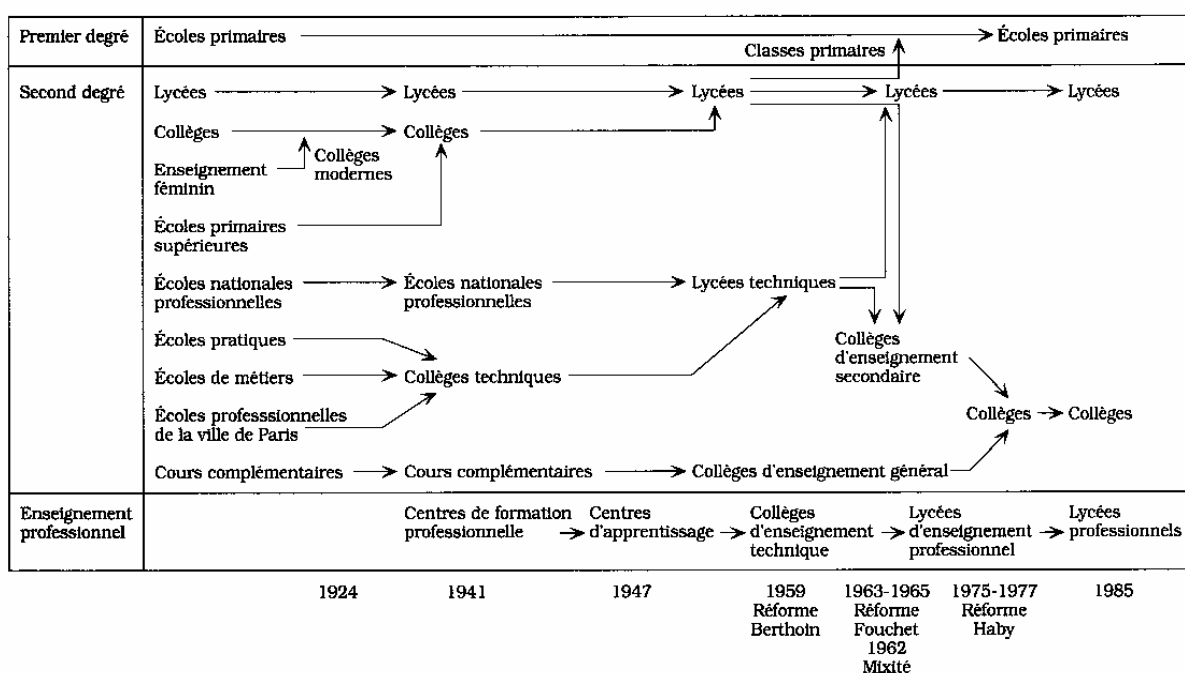 Premier degré
Écoles primaires
Écoles primaires
Classes primaires
Second degré
Lycées
Lycées
Lycées
Lycées
Lycées
Collèges
Collèges
Collèges
modernes
Enseignement
féminin
Écoles primaires
supérieures
Écoles nationales
professionnelles
Écoles nationales
professionnelles
Lycées techniques
Écoles pratiques
Collèges
d'enseignement
secondaire
Écoles de métiers
Collèges techniques
Écoles professsionnelles
de la ville de Paris
Collèges
Collèges
Cours complémentaires
Cours complémentaires
Collèges d'enseignement général
Enseignement
professionnel
Centres de formation
professionnelle
Centres
d'apprentissage
Collèges
d'enseignement
technique
Lycées
d'enseignement
professionnel
Lycées
professionnels
1924
1941
1947
1959
Réforme
Berthoin
1963-1965
Réforme
Fouchet
1962
Mixité
1975-1977
Réforme
Haby
1985